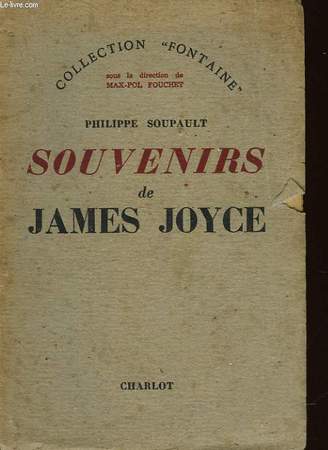 Le-livre.com
COLLECTION "FONTAINE"
sous la direction de
MAX-POL FOUCHET
PHILIPPE SOUPAULT
SOUVENIRS
de
JAMES JOYCE
CHARLOT